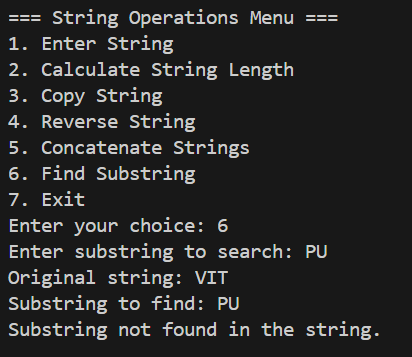 === String Operations Menu ===
1. Enter String
2. Calculate String Length
3. Copy String
4. Reverse String
5. Concatenate Strings
6. Find Substring
7. Exit
Enter your choice: 6
Enter substring to search: PU
Original string: VIT
Substring to find: PU
Substring not found in the string.